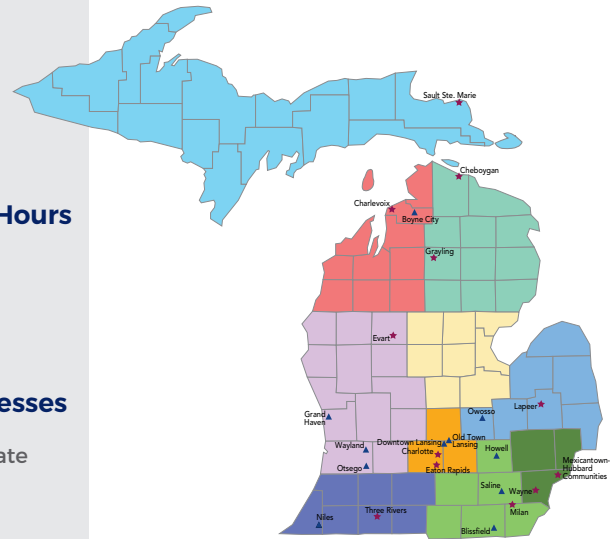 Hours
esses
ate
Sault Ste. Marie
Cheboygan
Charlevoix
Boyne City
Grayling
Evart
Grand
Haven
Owosso
Lapeer
Wayland
Downtown Lansing
Old Town
Lansing
Charlotte
Howell
Otsego
Eaton Rapids
Mexicantown-
Hubbard
Communities
Saline
Wayne
Niles
Three Rivers
Milan
Blissfield